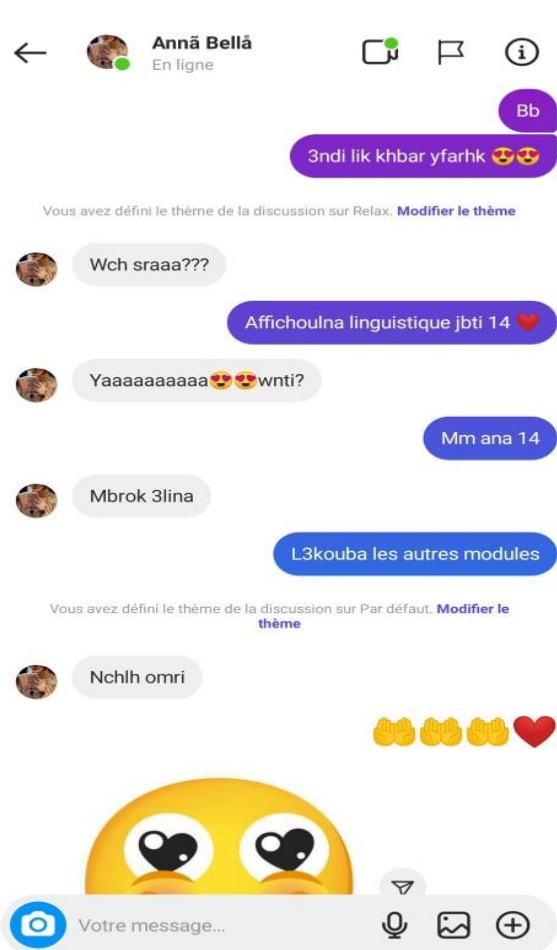 Annã Bellå
En ligne
Bb
3ndi lik khbar yfarhk 😍😍
Vous avez défini le thème de la discussion sur Relax. Modifier le thème
Wch sraaa???
Affichoulna linguistique jbti 14 ❤️
Yaaaaaaaaaa😍😍wnti?
Mm ana 14
Mbrok 3lina
L3kouba les autres modules
Vous avez défini le thème de la discussion sur Par défaut. Modifier le
thème
Nchlh omri
🤲🤲🤲❤️
Votre message...